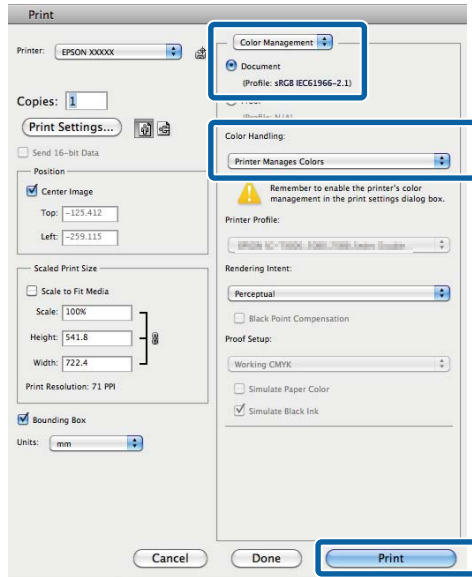 Print
Printer: EPSON XXXXX
Copies: 1
Print Settings...
Send 16-bit Data
Position
Center Image
Top: -125.412
Left: -259.115
Scaled Print Size
Scale to Fit Media
Scale: 100%
Height: 541.8
Width: 722.4
Print Resolution: 71 PPI
Bounding Box
Units: mm
Color Management
Document
(Profile: sRGB IEC61966-2.1)
Color Handling:
Printer Manages Colors
Remember to enable the printer's color
management in the print settings dialog box.
Printer Profile:
Rendering Intent:
Perceptual
Black Point Compensation
Proof Setup:
Working CMYK
Simulate Paper Color
Simulate Black Ink
Cancel
Done
Print